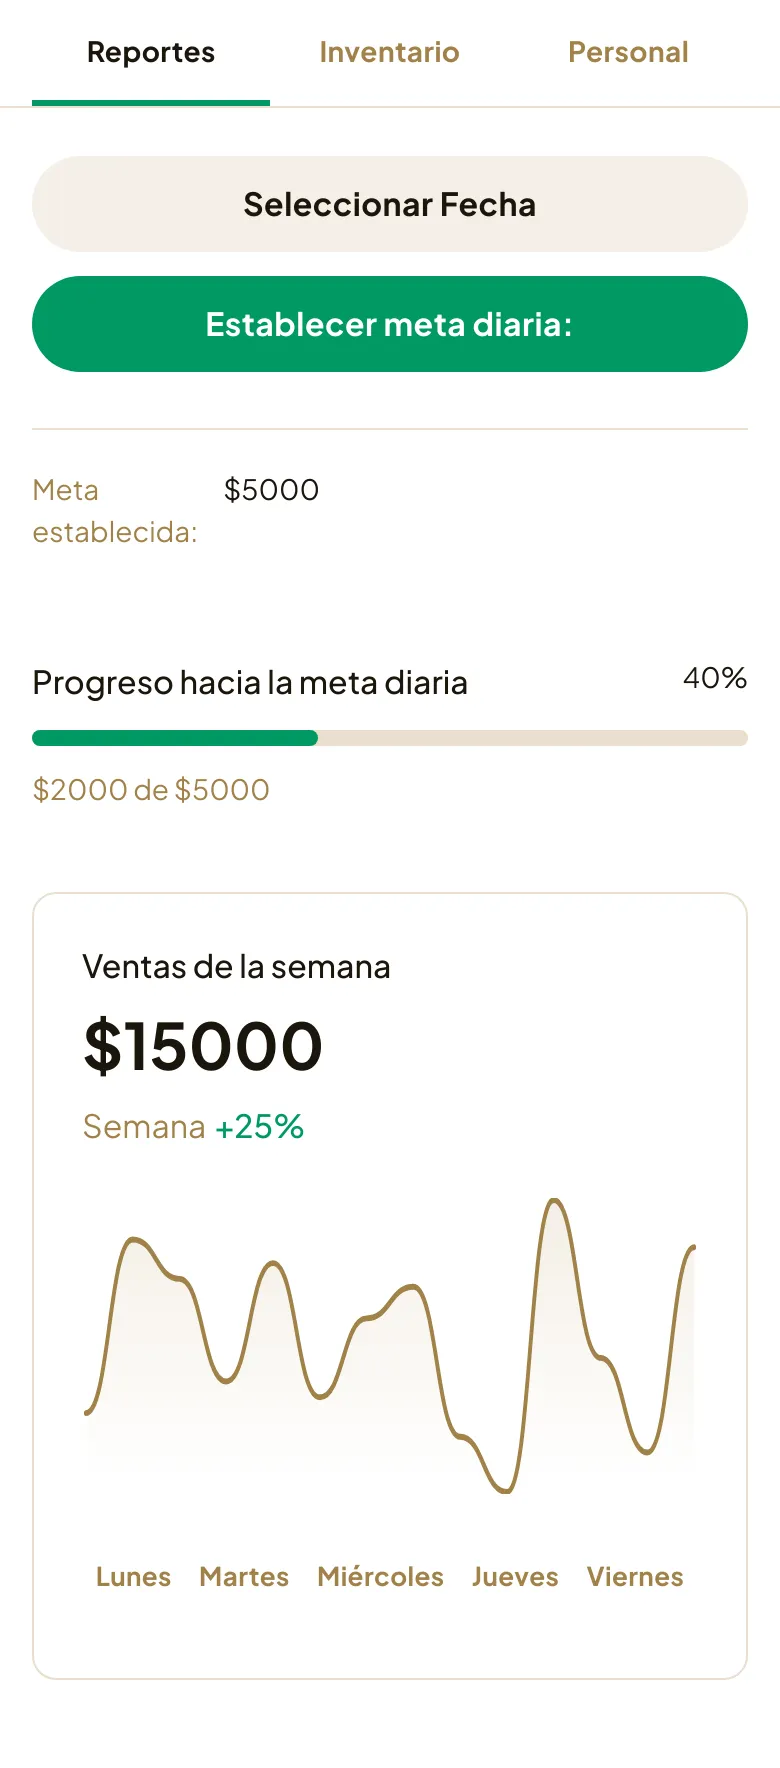 Reportes Inventario Personal
Seleccionar Fecha
Establecer meta diaria:
Meta establecida: $5000
Progreso hacia la meta diaria 40%
$2000 de $5000
Ventas de la semana
$15000
Semana +25%
Lunes Martes Miércoles Jueves Viernes